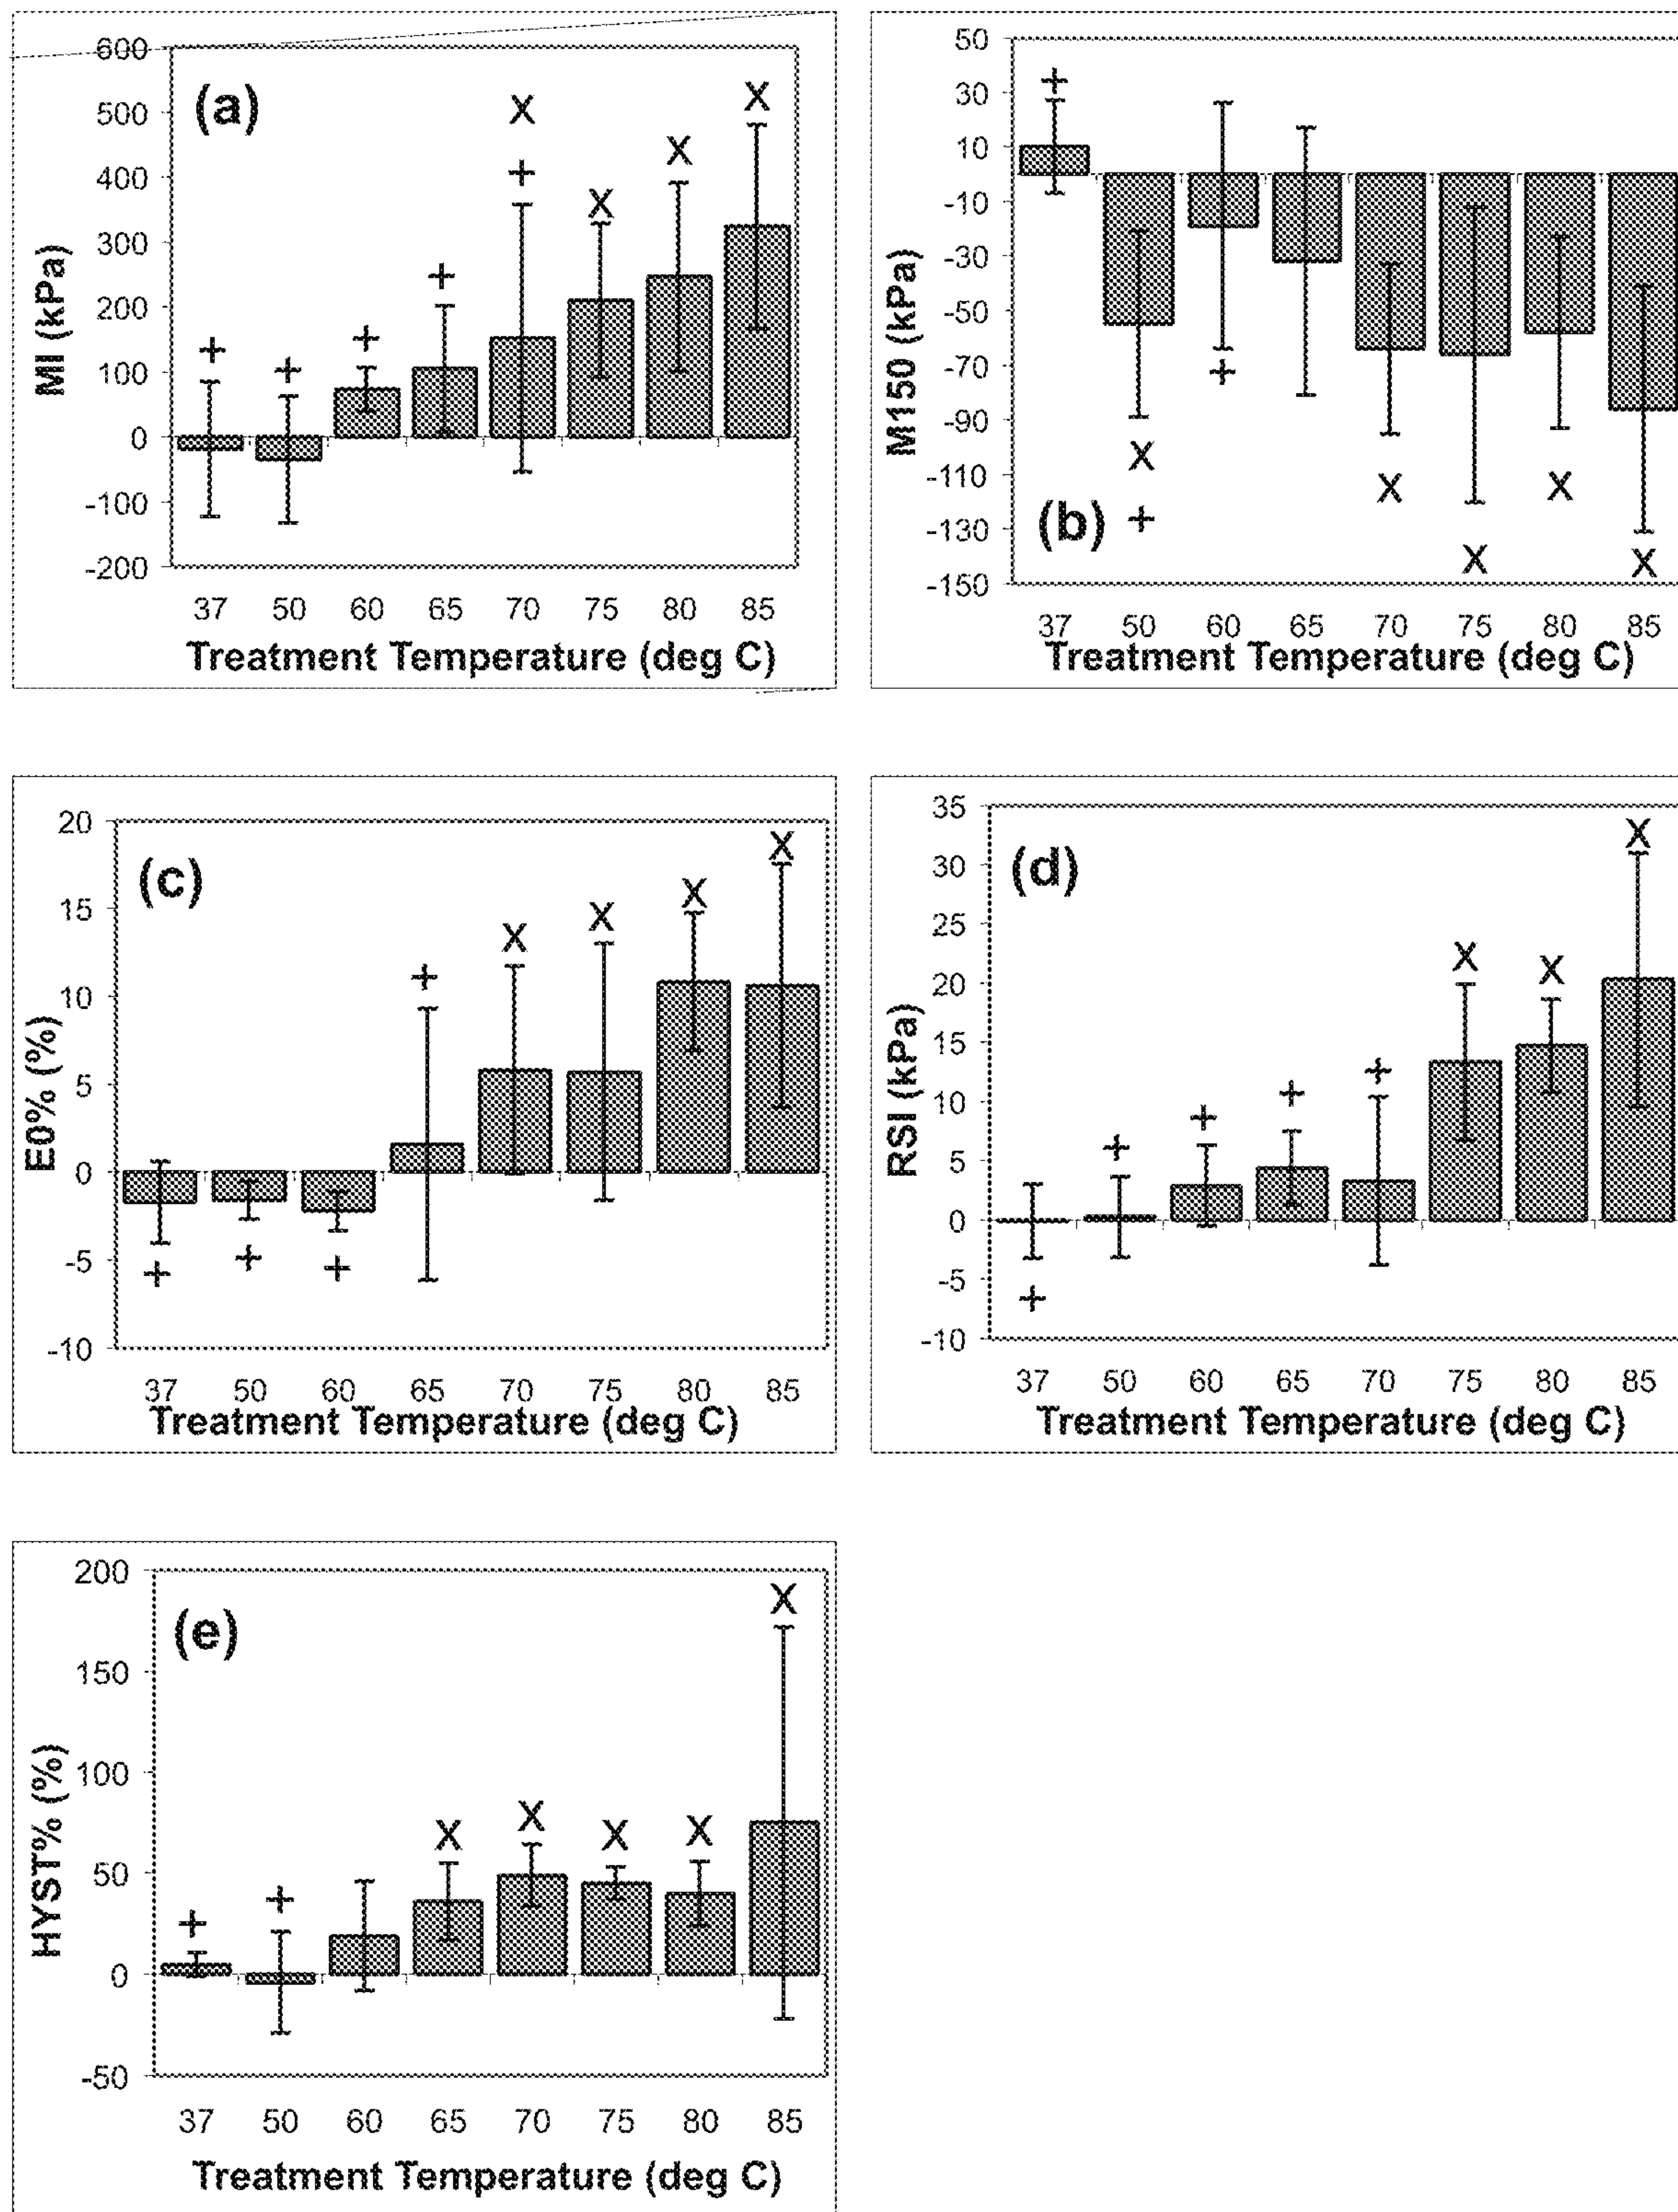 (a)
MI (kPa)
600
500
400
300
200
100
0
-100
-200
+ + + + X + X X X
37 50 60 65 70 75 80 85
Treatment Temperature (deg C)
(b)
M150 (kPa)
50
30
10
-10
-30
-50
-70
-90
-110
-130
-150
+ X + + X X X X
37 50 60 65 70 75 80 85
Treatment Temperature (deg C)
(c)
E0% (%)
20
15
10
5
0
-5
-10
+ + + + X X X X
37 50 60 65 70 75 80 85
Treatment Temperature (deg C)
(d)
RSI (kPa)
35
30
25
20
15
10
5
0
-5
-10
+ + + + + X X X
37 50 60 65 70 75 80 85
Treatment Temperature (deg C)
(e)
HYST% (%)
200
150
100
50
0
-50
+ + X X X X X
37 50 60 65 70 75 80 85
Treatment Temperature (deg C)